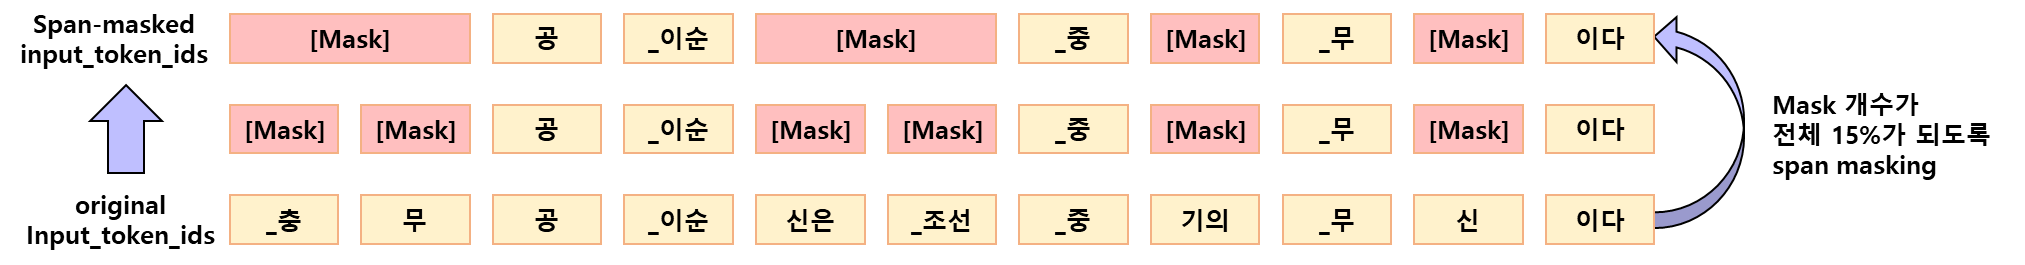 Span-masked
input_token_ids
[Mask] 공 _이순 [Mask] _중 [Mask] _무 [Mask] 이다
[Mask] [Mask] 공 _이순 [Mask] [Mask] _중 [Mask] _무 [Mask] 이다
original
Input_token_ids
_충 무 공 _이순 신은 _조선 _중 기의 _무 신 이다
Mask 개수가
전체 15%가 되도록
span masking